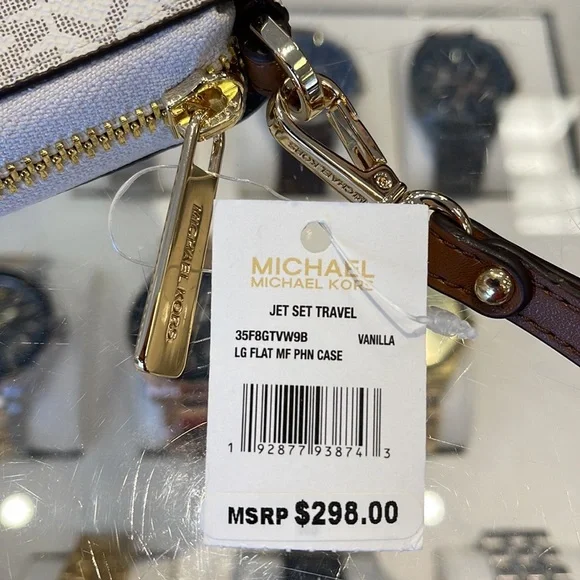 MICHAEL KORS
MICHAEL KORS
MICHAEL
MICHAEL KORS
JET SET TRAVEL
35F8GTVW9B VANILLA
LG FLAT MF PHN CASE
1 92877 93874 3
MSRP $298.00